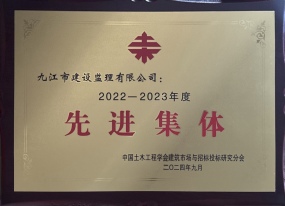 九江市建设监理有限公司：
2022—2023年度
先进集体
中国土木工程学会建筑市场与招标投标研究分会
二〇二四年九月